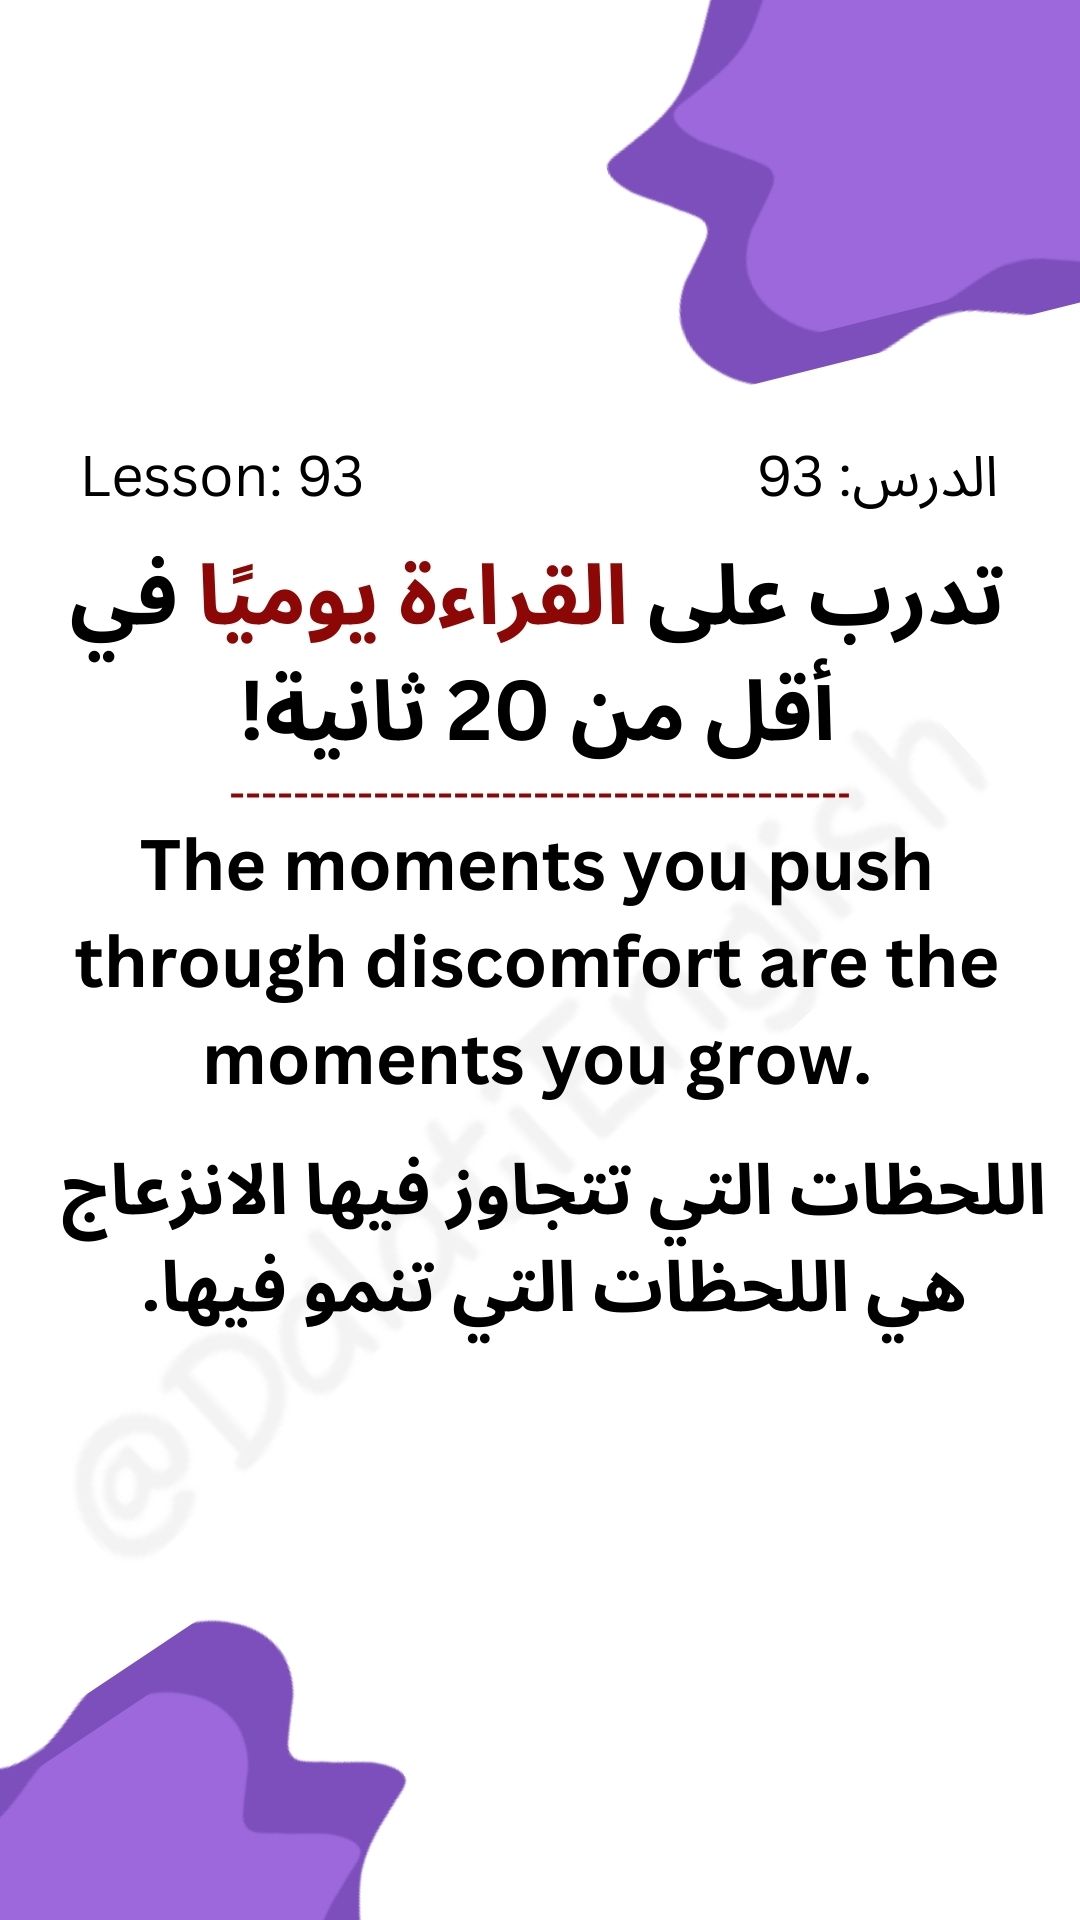 Lesson: 93
الدرس: 93
تدرب على القراءة يوميًا في
أقل من 20 ثانية!
The moments you push
through discomfort are the
moments you grow.
اللحظات التي تتجاوز فيها الانزعاج
هي اللحظات التي تنمو فيها.
@DalatiEnglish